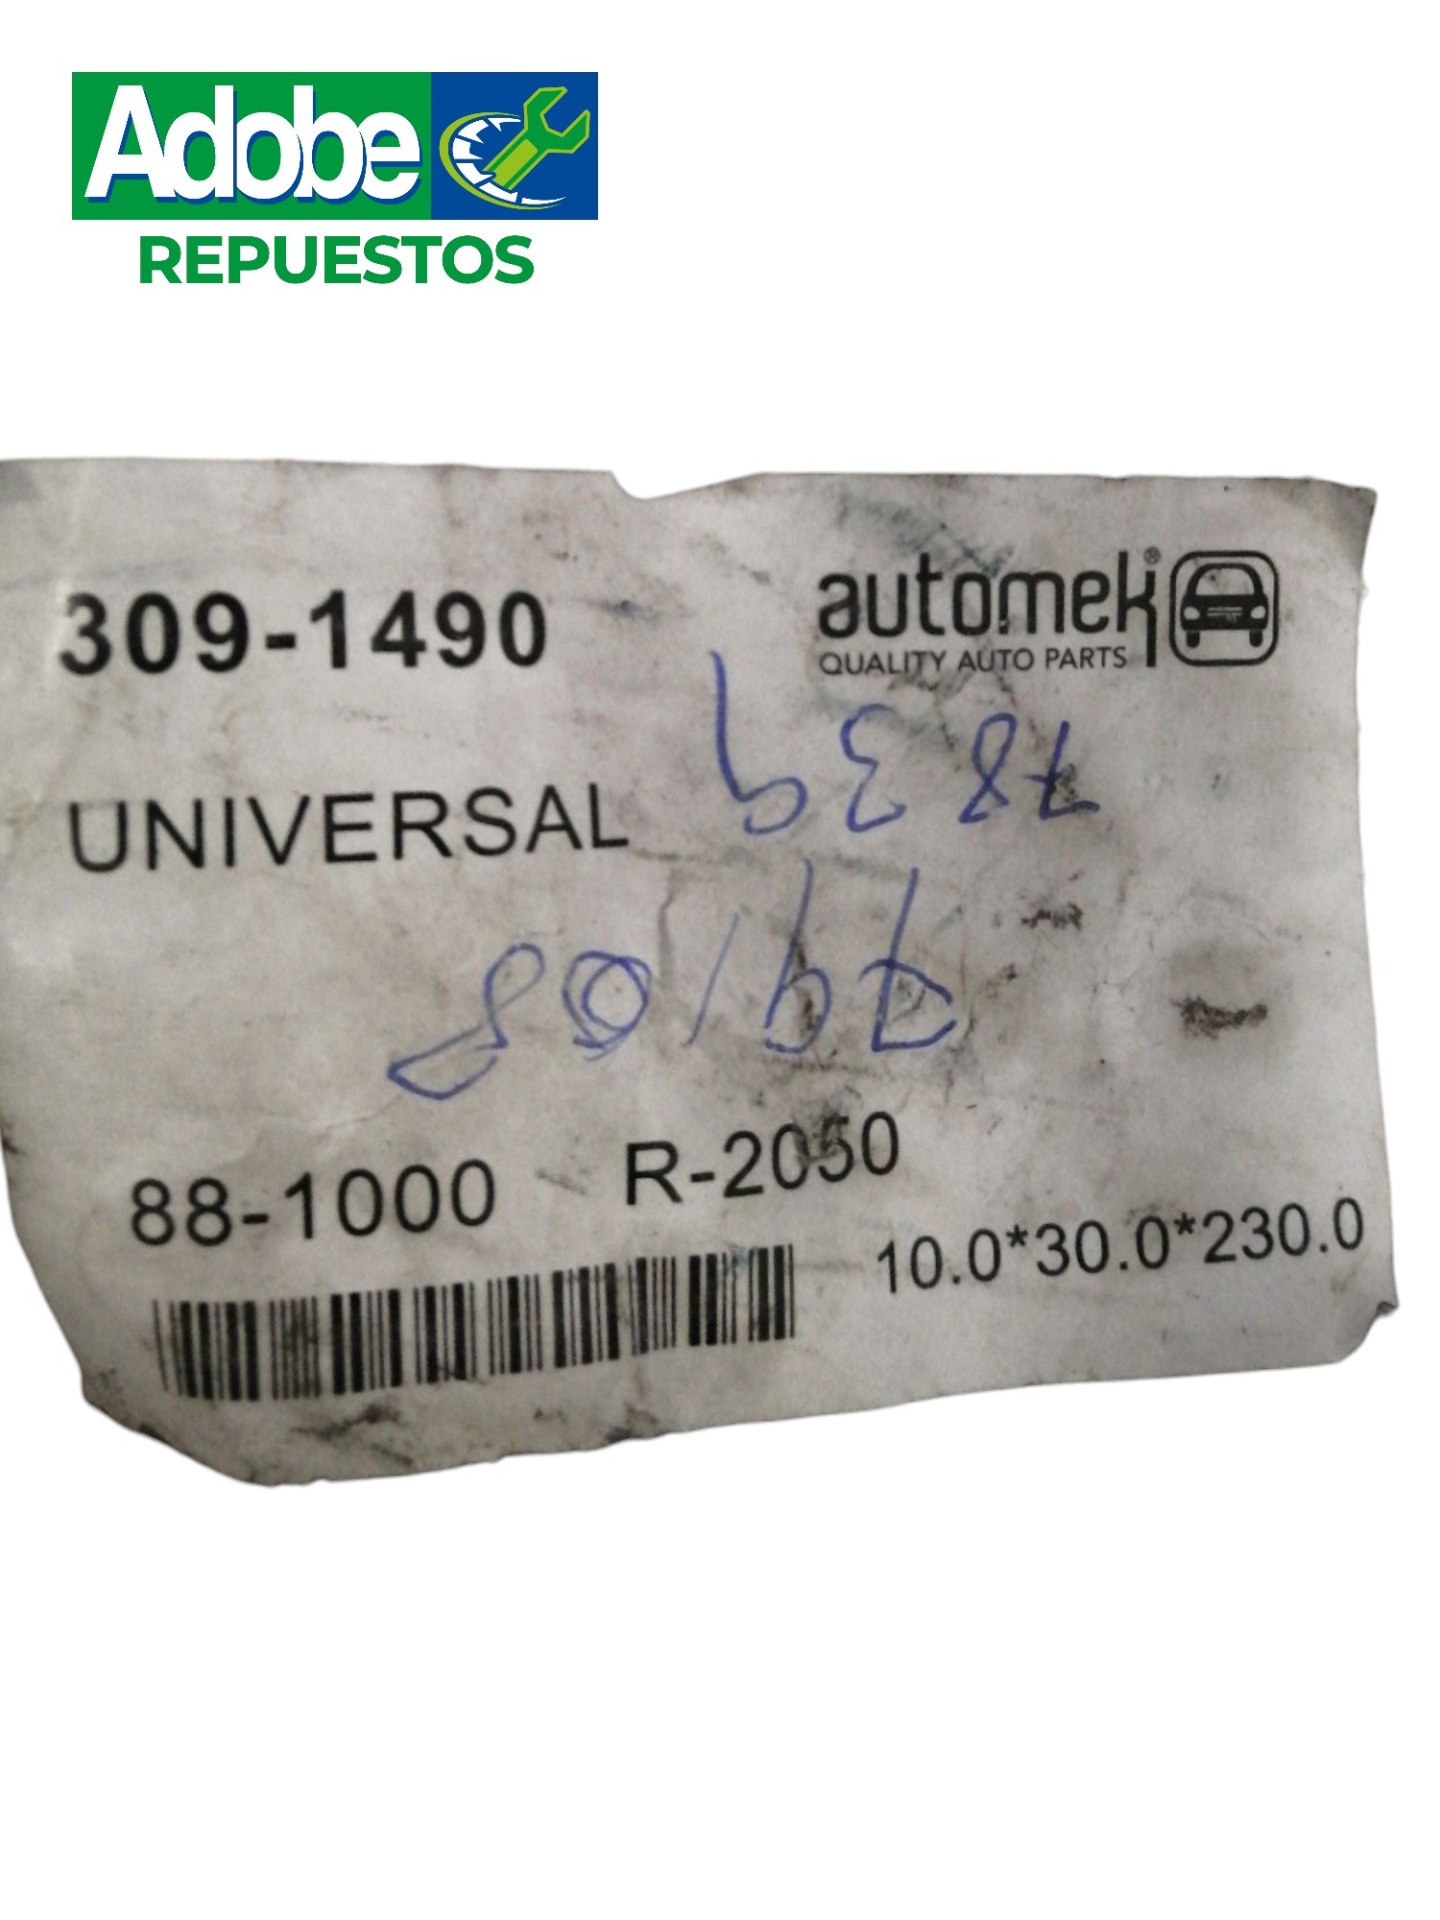 Adobe
REPUESTOS
309-1490
automek®
QUALITY AUTO PARTS
7839
UNIVERSAL
79108
88-1000 R-2050
10.0*30.0*230.0